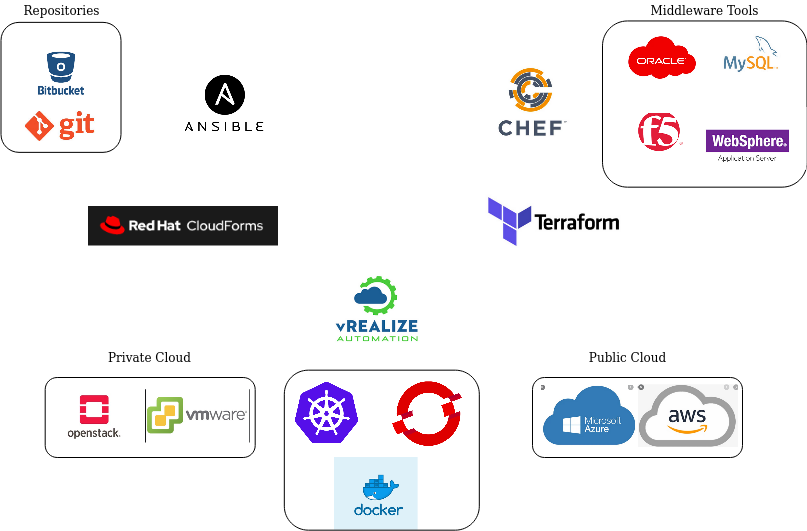 Repositories
Middleware Tools
Bitbucket
git
ANSIBLE
CHEF™
ORACLE
MySQL
f5
WebSphere.
Application Server
Red Hat CloudForms
Terraform
vREALIZE
AUTOMATION
Private Cloud
Public Cloud
openstack.
vmware
docker
Microsoft
Azure
aws